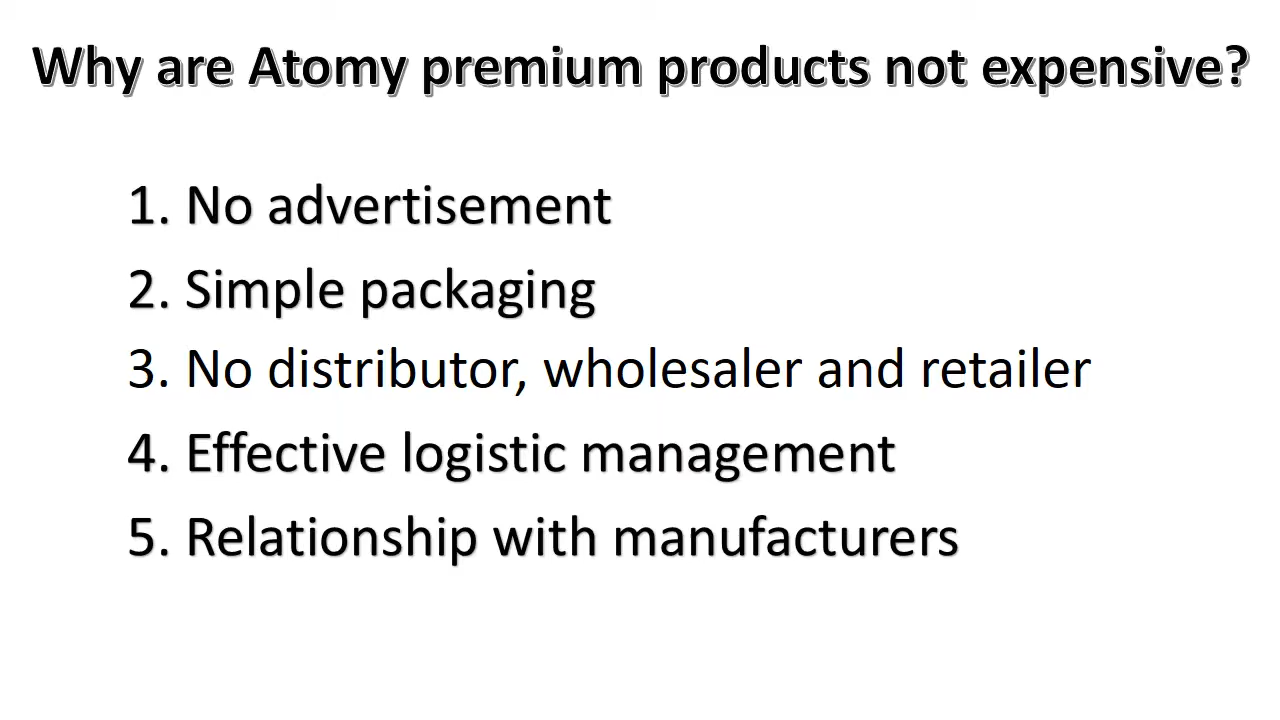 Why are Atomy premium products not expensive?
1. No advertisement
2. Simple packaging
3. No distributor, wholesaler and retailer
4. Effective logistic management
5. Relationship with manufacturers